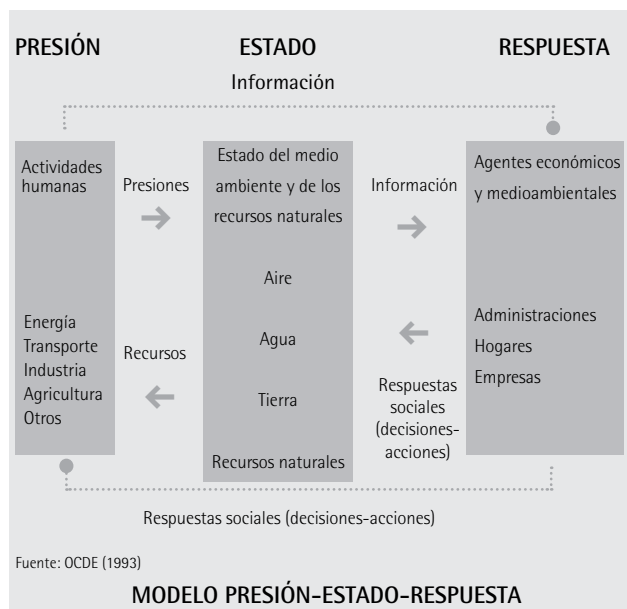 PRESIÓN
ESTADO
RESPUESTA
Información
Actividades
humanas
Energía
Transporte
Industria
Agricultura
Otros
Presiones
Recursos
Estado del medio
ambiente y de los
recursos naturales
Aire
Agua
Tierra
Recursos naturales
Información
Respuestas
sociales
(decisiones-
acciones)
Agentes económicos
y medioambientales
Administraciones
Hogares
Empresas
Respuestas sociales (decisiones-acciones)
Fuente: OCDE (1993)
MODELO PRESIÓN-ESTADO-RESPUESTA